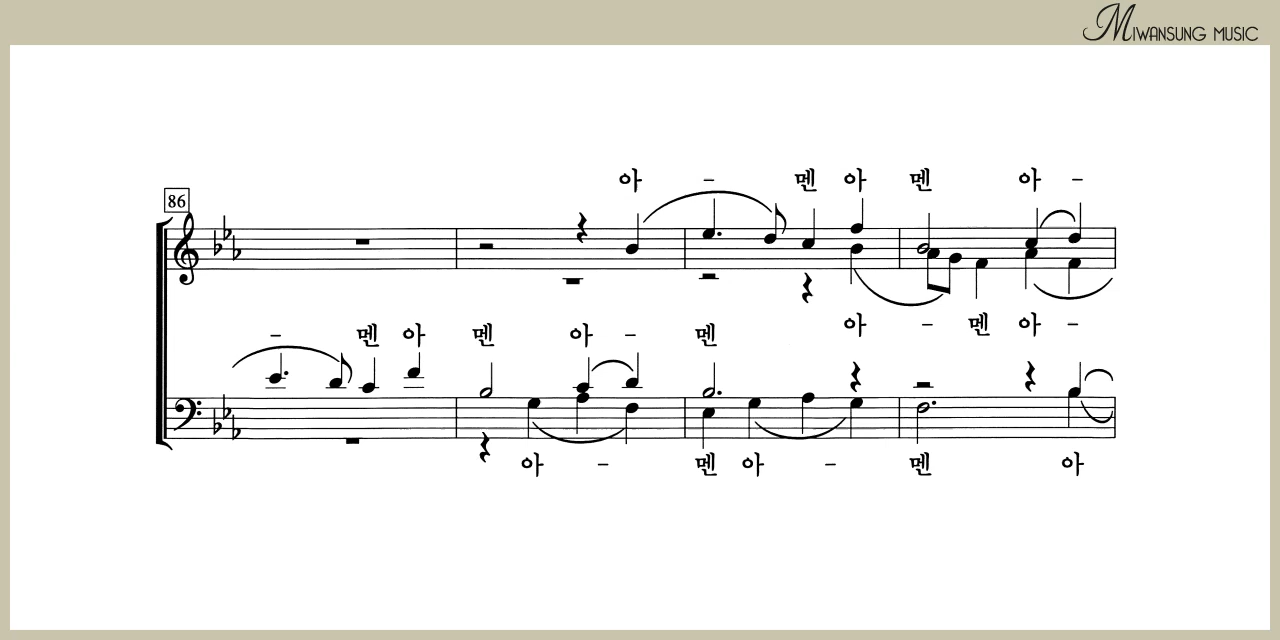 MIWANSUNG MUSIC
아 – 멘 아 멘 아 –
86
– 멘 아 멘 아 – 멘
아 – 멘 아 –
아 – 멘 아 – 멘 아